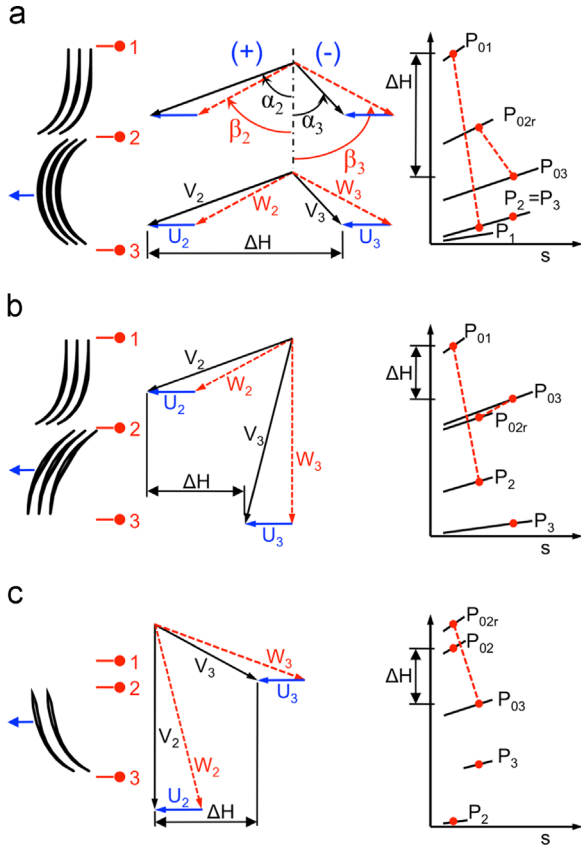 a
1
2
3
(+)
(-)
α2
α3
β2
β3
V2
W2
U2
V3
W3
U3
ΔH
ΔH
P01
P02r
P03
P2 =P3
P1
s
b
1
2
3
V2
W2
U2
V3
W3
ΔH
U3
ΔH
P01
P03
P02r
P2
P3
s
c
1
2
3
W3
V3
U3
V2
W2
U2
ΔH
ΔH
P02r
P02
P03
P3
P2
s